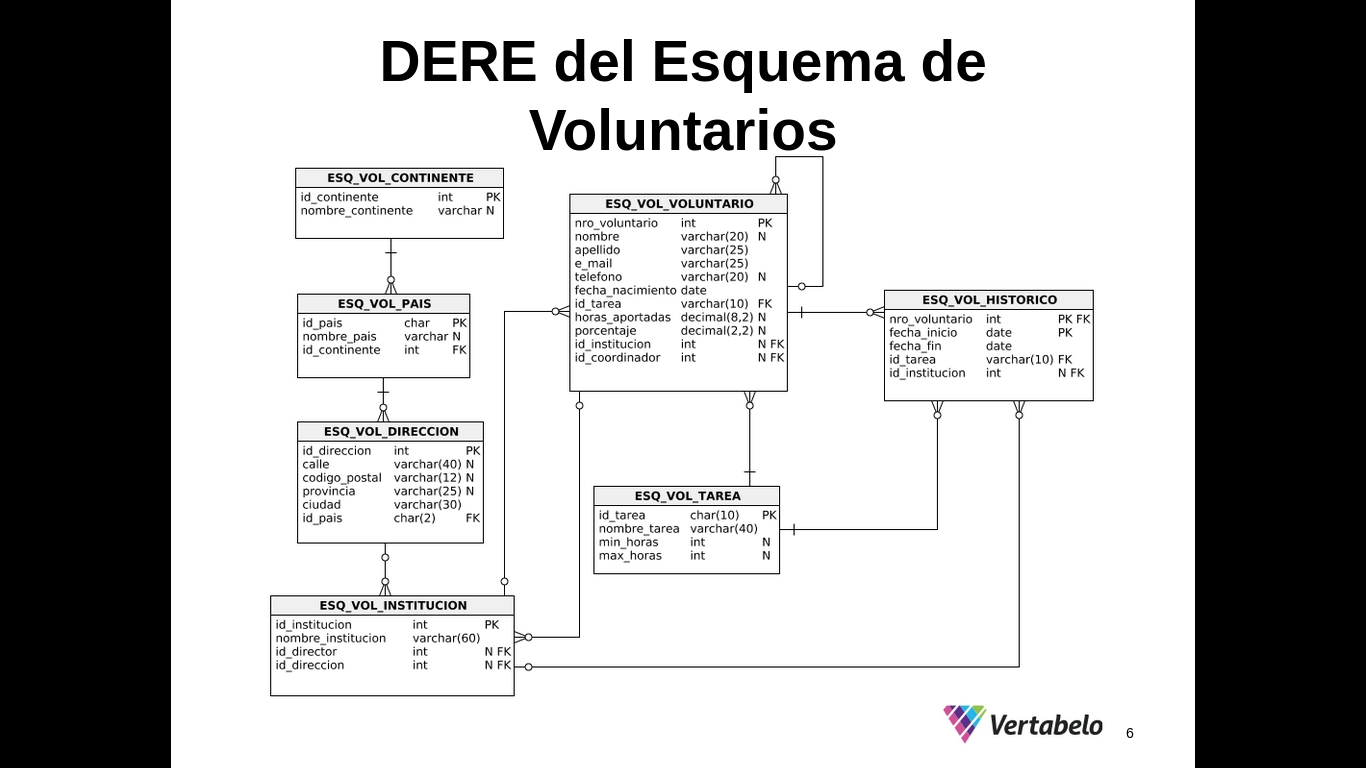 DERE del Esquema de
Voluntarios
ESQ_VOL_CONTINENTE
id_continente int PK
nombre_continente varchar N
ESQ_VOL_PAIS
id_pais char PK
nombre_pais varchar N
id_continente int FK
ESQ_VOL_DIRECCION
id_direccion int PK
calle varchar(40) N
codigo_postal varchar(12) N
provincia varchar(25) N
ciudad varchar(30)
id_pais char(2) FK
ESQ_VOL_INSTITUCION
id_institucion int PK
nombre_institucion varchar(60)
id_director int N FK
id_direccion int N FK
ESQ_VOL_VOLUNTARIO
nro_voluntario int PK
nombre varchar(20) N
apellido varchar(25)
e_mail varchar(25)
telefono varchar(20) N
fecha_nacimiento date
id_tarea varchar(10) FK
horas_aportadas decimal(8,2) N
porcentaje decimal(2,2) N
id_institucion int N FK
id_coordinador int N FK
ESQ_VOL_TAREA
id_tarea char(10) PK
nombre_tarea varchar(40)
min_horas int N
max_horas int N
ESQ_VOL_HISTORICO
nro_voluntario int PK FK
fecha_inicio date PK
fecha_fin date
id_tarea varchar(10) FK
id_institucion int N FK
Vertabelo
6